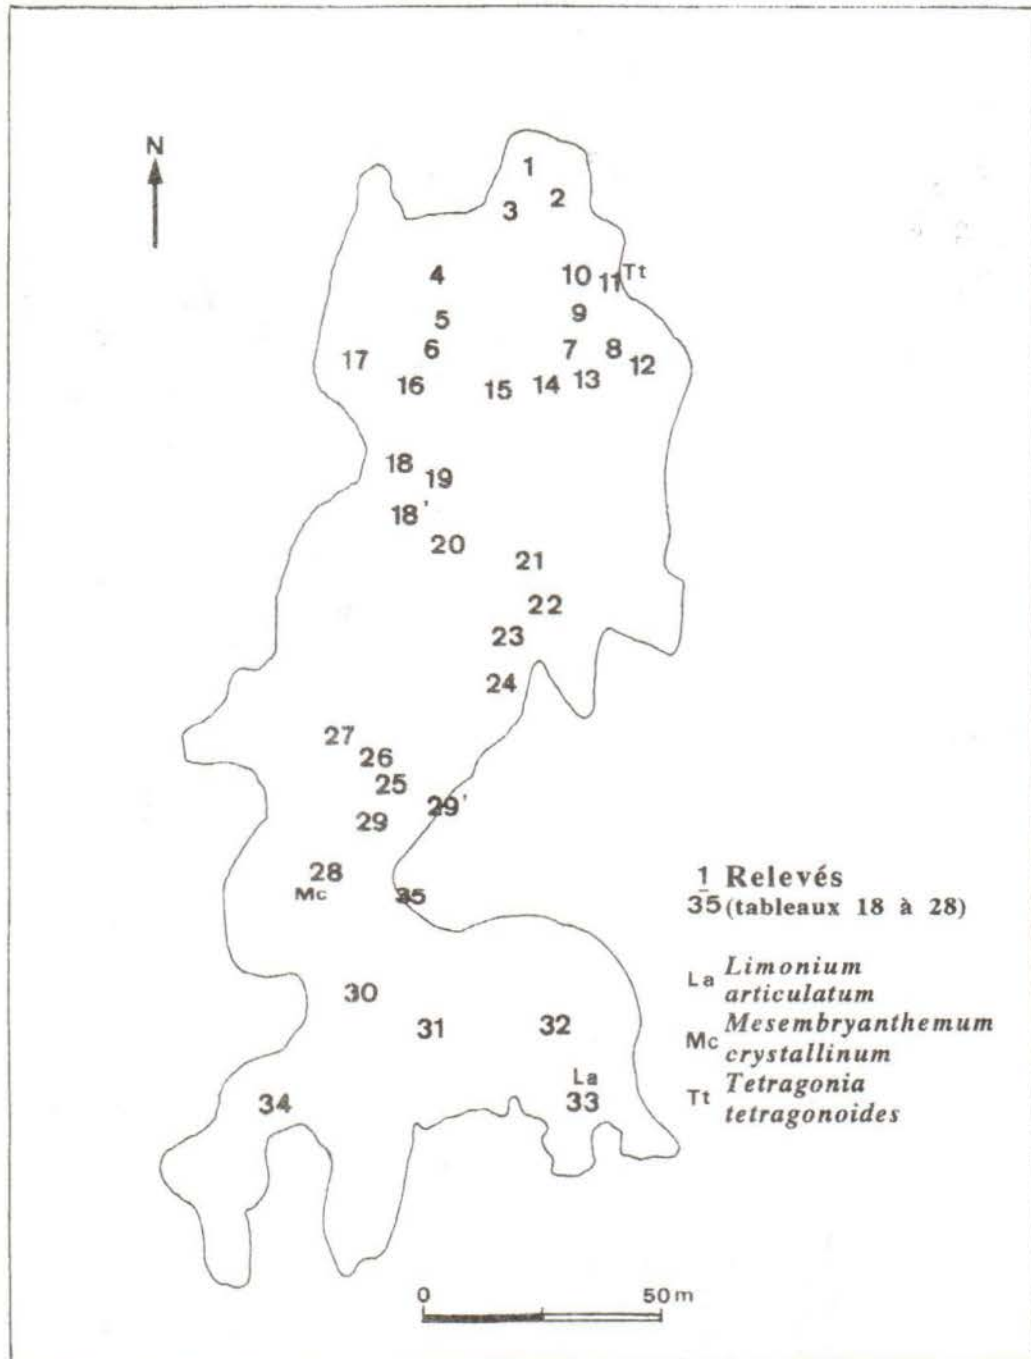 N
1
2
3
4
10 11 Tt
5
9
6
7 8
17
12
16
15 14 13
18
19
18'
20
21
22
23
24
27
26
25
29'
29
28
Mc
35
30
31
32
La
34
33
1 Relevés
35 (tableaux 18 à 28)
La Limonium
articulatum
Mc Mesembryanthemum
crystallinum
Tt Tetragonia
tetragonoides
0 50 m